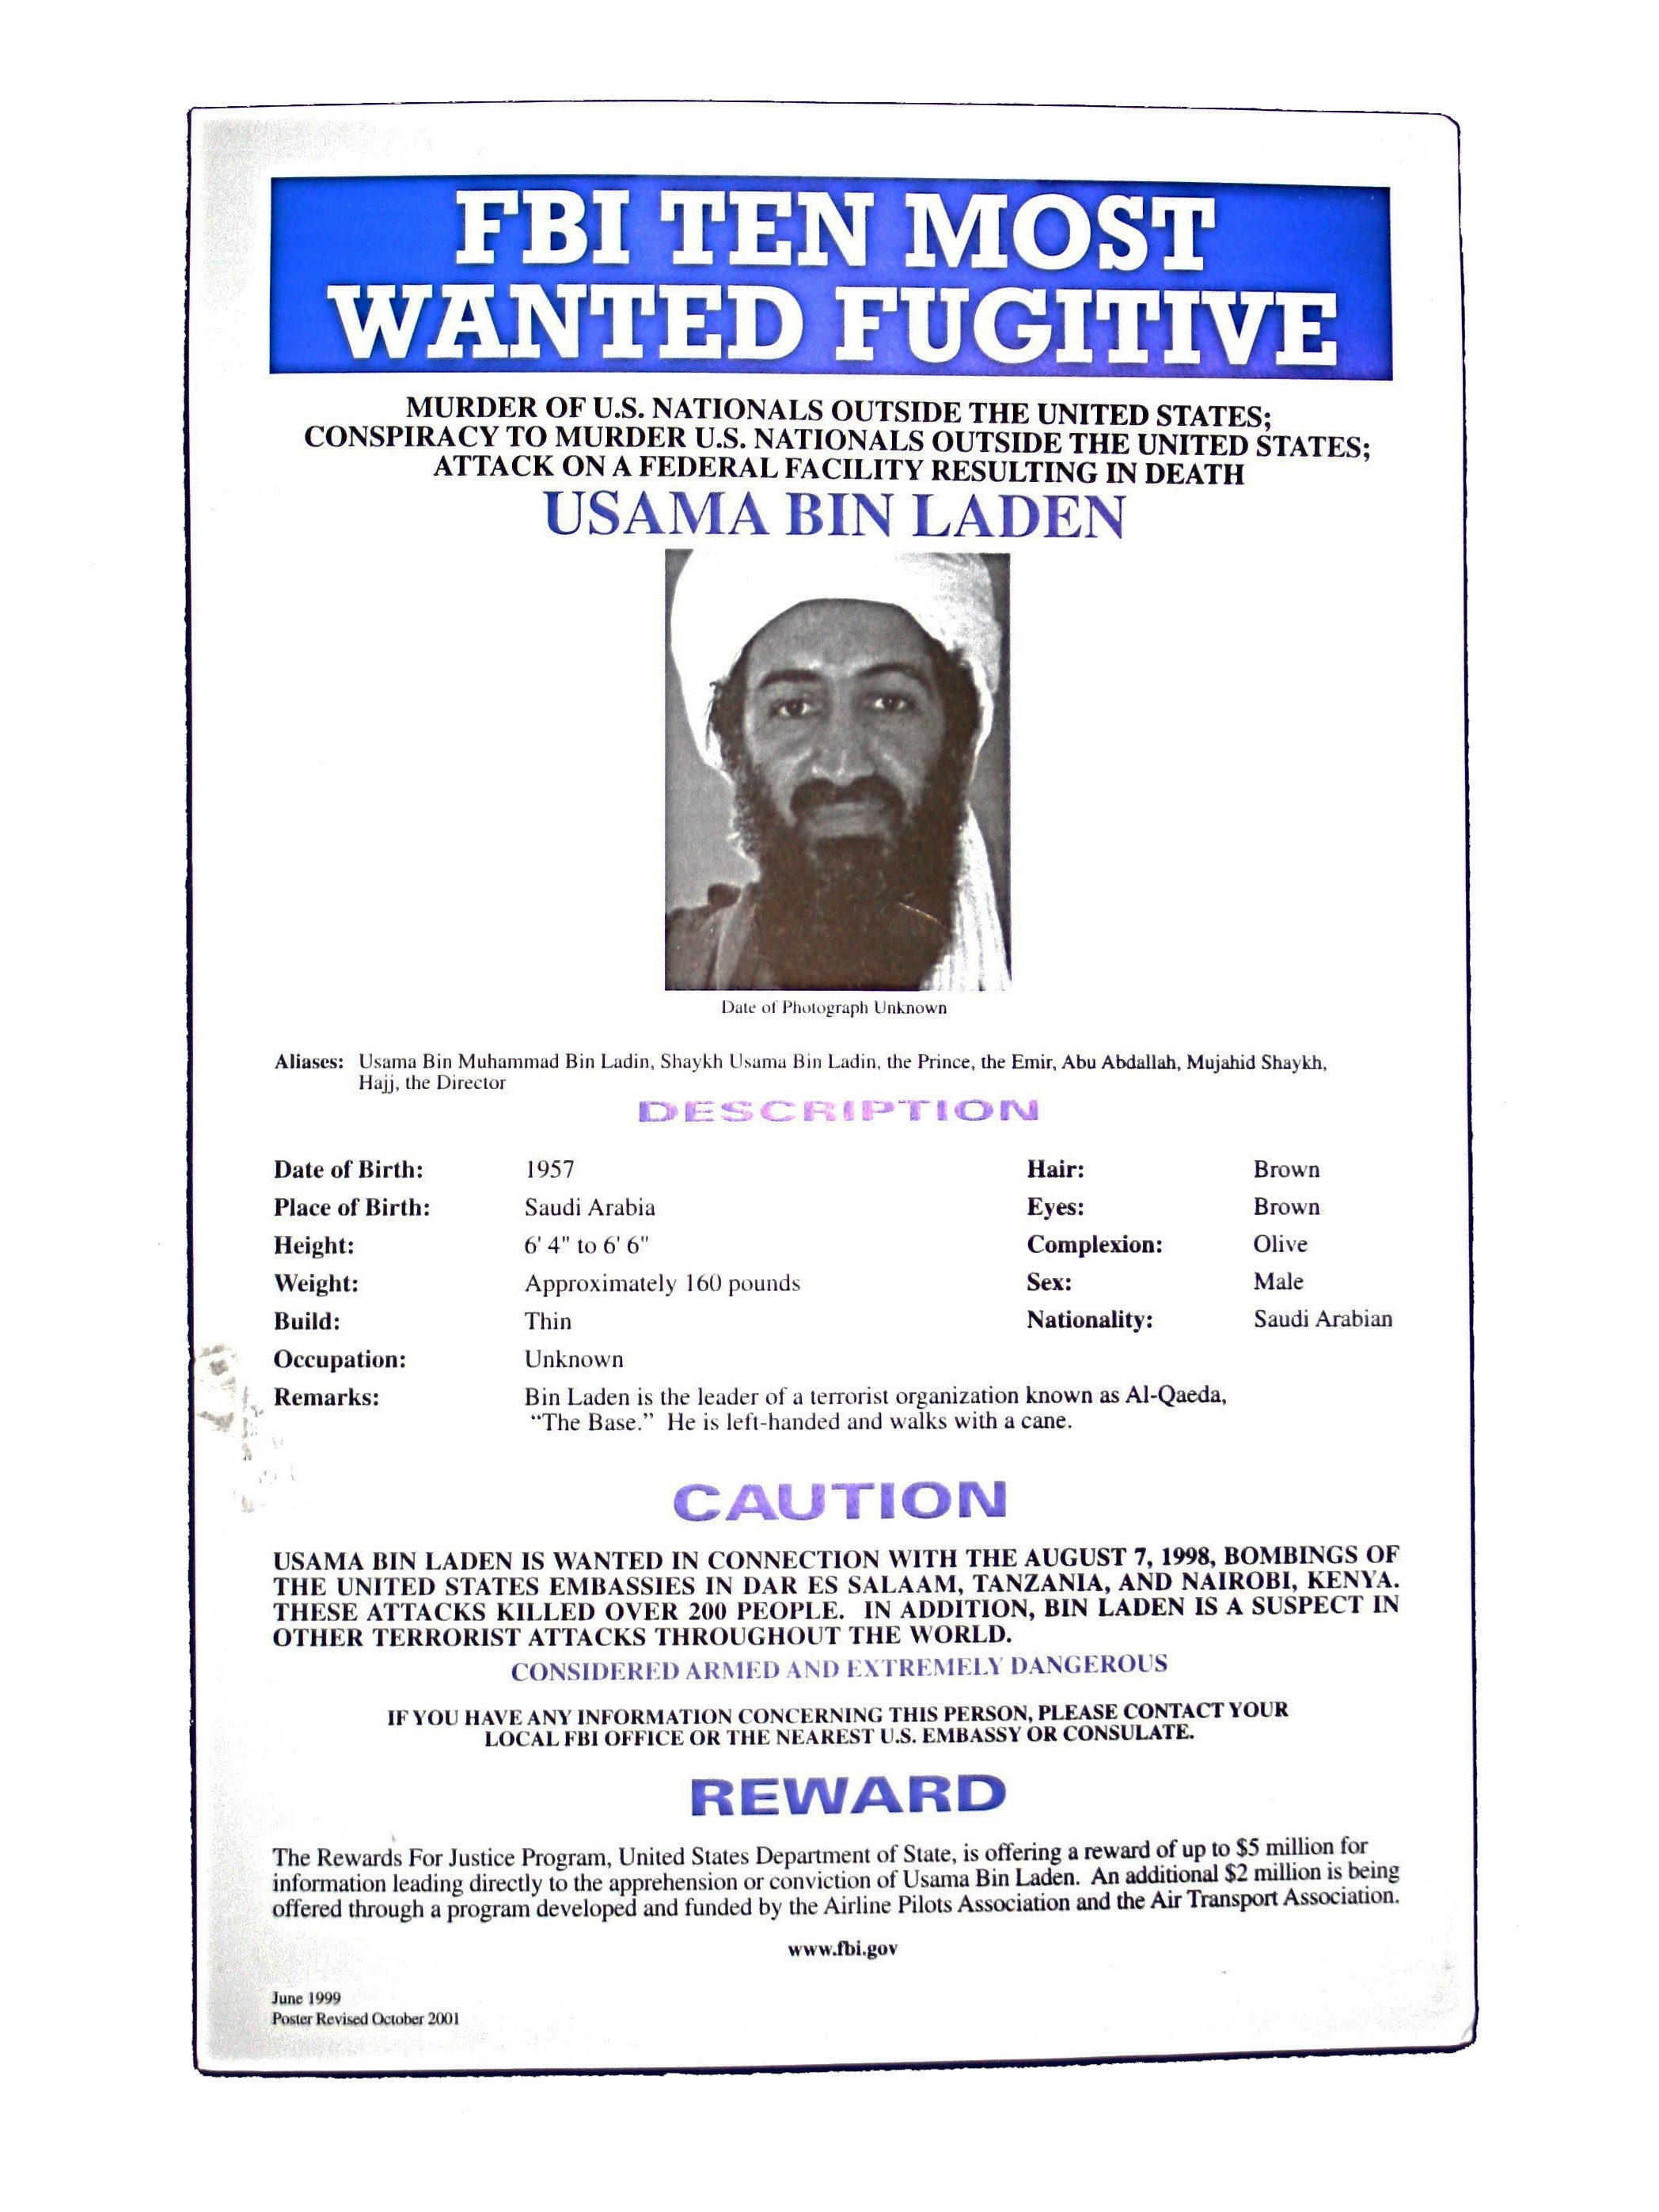 FBI TEN MOST
WANTED FUGITIVE
MURDER OF U.S. NATIONALS OUTSIDE THE UNITED STATES;
CONSPIRACY TO MURDER U.S. NATIONALS OUTSIDE THE UNITED STATES;
ATTACK ON A FEDERAL FACILITY RESULTING IN DEATH
USAMA BIN LADEN
Date of Photograph Unknown
Aliases: Usama Bin Muhammad Bin Ladin, Shaykh Usama Bin Ladin, the Prince, the Emir, Abu Abdallah, Mujahid Shaykh,
Hajj, the Director
DESCRIPTION
Date of Birth: 1957 Hair: Brown
Place of Birth: Saudi Arabia Eyes: Brown
Height: 6' 4" to 6' 6" Complexion: Olive
Weight: Approximately 160 pounds Sex: Male
Build: Thin Nationality: Saudi Arabian
Occupation: Unknown
Remarks: Bin Laden is the leader of a terrorist organization known as Al-Qaeda,
“The Base.” He is left-handed and walks with a cane.
CAUTION
USAMA BIN LADEN IS WANTED IN CONNECTION WITH THE AUGUST 7, 1998, BOMBINGS OF
THE UNITED STATES EMBASSIES IN DAR ES SALAAM, TANZANIA, AND NAIROBI, KENYA.
THESE ATTACKS KILLED OVER 200 PEOPLE. IN ADDITION, BIN LADEN IS A SUSPECT IN
OTHER TERRORIST ATTACKS THROUGHOUT THE WORLD.
CONSIDERED ARMED AND EXTREMELY DANGEROUS
IF YOU HAVE ANY INFORMATION CONCERNING THIS PERSON, PLEASE CONTACT YOUR
LOCAL FBI OFFICE OR THE NEAREST U.S. EMBASSY OR CONSULATE.
REWARD
The Rewards For Justice Program, United States Department of State, is offering a reward of up to $5 million for
information leading directly to the apprehension or conviction of Usama Bin Laden. An additional $2 million is being
offered through a program developed and funded by the Airline Pilots Association and the Air Transport Association.
www.fbi.gov
June 1999
Poster Revised October 2001